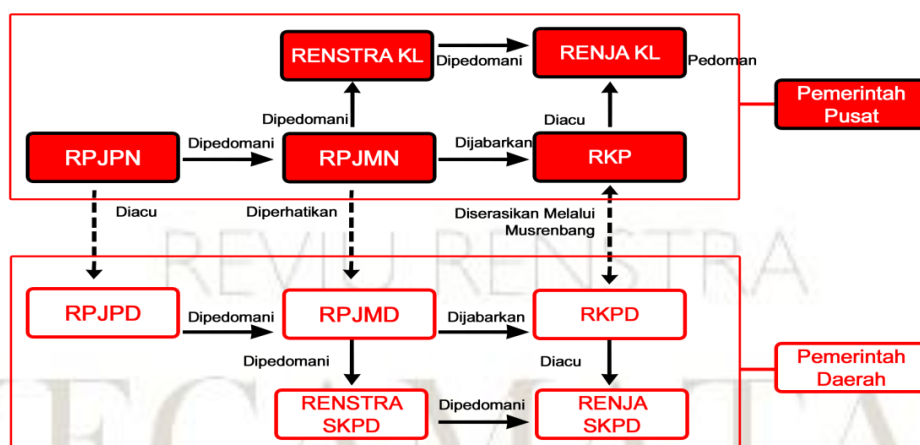 RENSTRA KL
Dipedomani
RENJA KL
Pedoman
Pemerintah
Pusat
Dipedomani
Diacu
RPJPN
Dipedomani
RPJMN
Dijabarkan
RKP
Diacu
Diperhatikan
Diserasikan Melalui
Musrenbang
REVIU RENSTRA
RPJPD
Dipedomani
RPJMD
Dijabarkan
RKPD
Dipedomani
Diacu
Pemerintah
Daerah
RENSTRA
SKPD
Dipedomani
RENJA
SKPD
ECAMATA